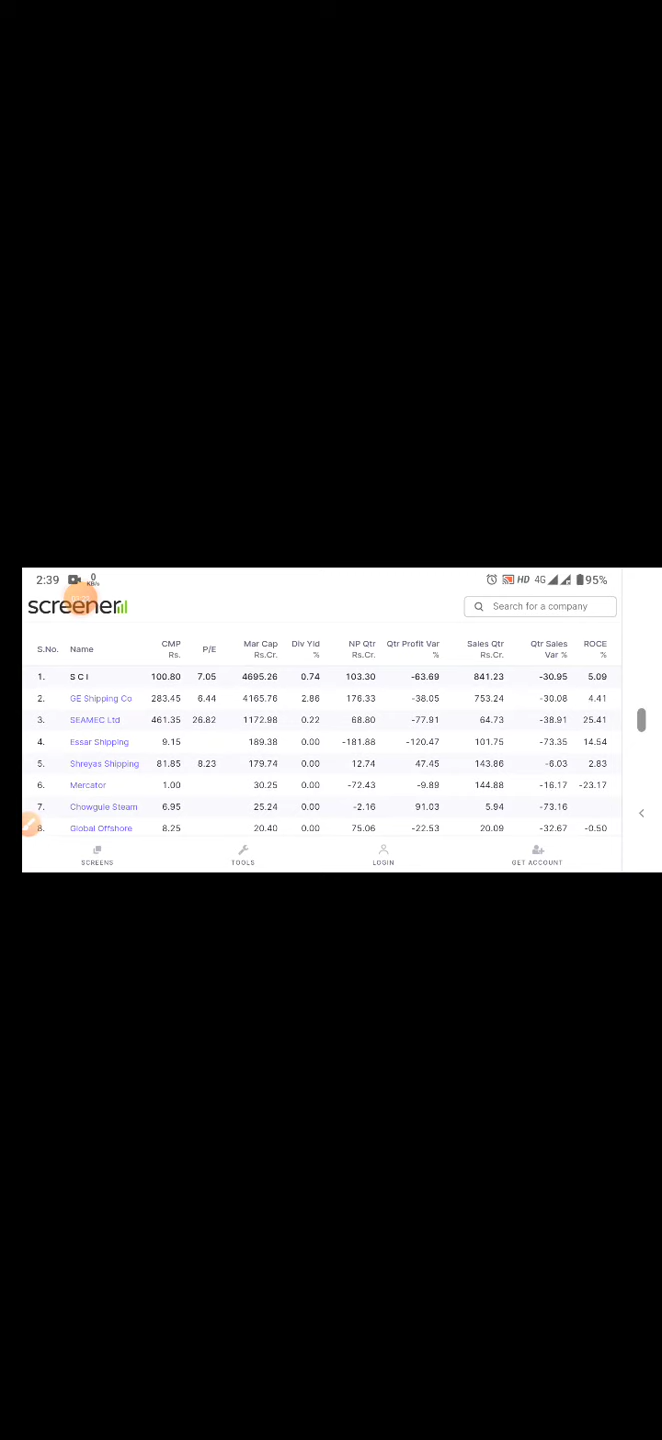 2:39 0 KB/s HD 4G 95%
screener Search for a company
S.No. Name CMP Rs. P/E Mar Cap Rs.Cr. Div Yld % NP Qtr Rs.Cr. Qtr Profit Var % Sales Qtr Rs.Cr. Qtr Sales Var % ROCE %
1. S C I 100.80 7.05 4695.26 0.74 103.30 -63.69 841.23 -30.95 5.09
2. GE Shipping Co 283.45 6.44 4165.76 2.86 176.33 -38.05 753.24 -30.08 4.41
3. SEAMEC Ltd 461.35 26.82 1172.98 0.22 68.80 -77.91 64.73 -38.91 25.41
4. Essar Shipping 9.15 189.38 0.00 -181.88 -120.47 101.75 -73.35 14.54
5. Shreyas Shipping 81.85 8.23 179.74 0.00 12.74 47.45 143.86 -6.03 2.83
6. Mercator 1.00 30.25 0.00 -72.43 -9.89 144.88 -16.17 -23.17
7. Chowgule Steam 6.95 25.24 0.00 -2.16 91.03 5.94 -73.16
8. Global Offshore 8.25 20.40 0.00 75.06 -22.53 20.09 -32.67 -0.50
SCREENS TOOLS LOGIN GET ACCOUNT